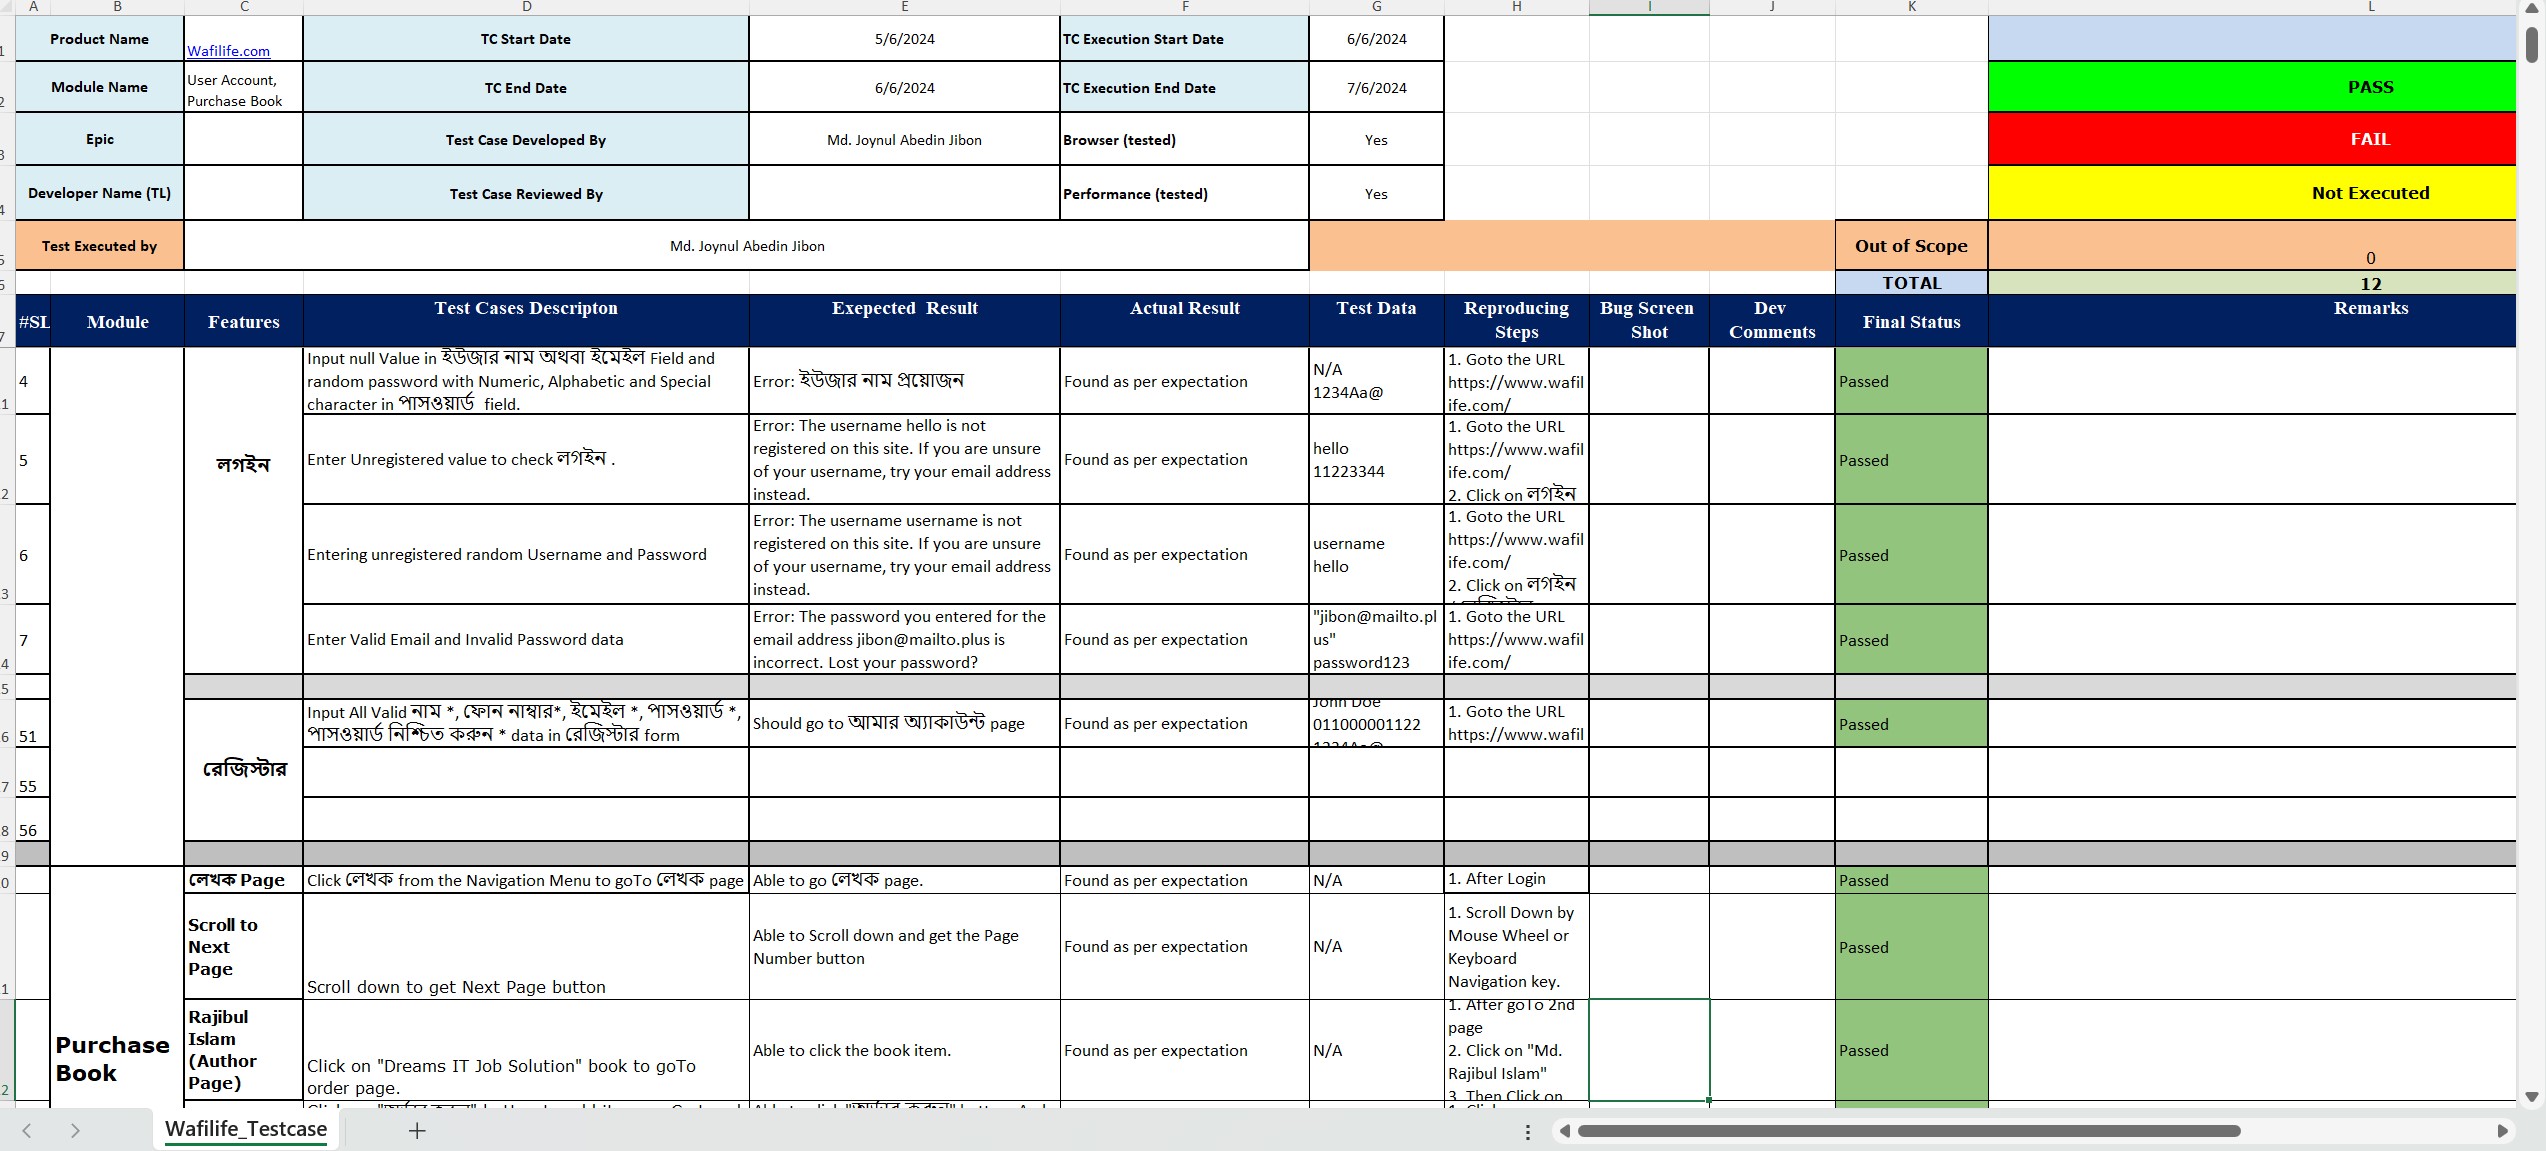 A B C D E F G H I J K L
Product Name
Wafilife.com
TC Start Date
5/6/2024
TC Execution Start Date
6/6/2024
Module Name
User Account,
Purchase Book
TC End Date
6/6/2024
TC Execution End Date
7/6/2024
PASS
Epic
Test Case Developed By
Md. Joynul Abedin Jibon
Browser (tested)
Yes
FAIL
Developer Name (TL)
Test Case Reviewed By
Performance (tested)
Yes
Not Executed
Test Executed by
Md. Joynul Abedin Jibon
Out of Scope
0
TOTAL
12
#SL
Module
Features
Test Cases Descripton
Exepected Result
Actual Result
Test Data
Reproducing
Steps
Bug Screen
Shot
Dev
Comments
Final Status
Remarks
4
লগইন
Input null Value in ইউজার নাম অথবা ইমেইল Field and
random password with Numeric, Alphabetic and Special
character in পাসওয়ার্ড field.
Error: ইউজার নাম প্রয়োজন
Found as per expectation
N/A
1234Aa@
1. Goto the URL
https://www.wafil
ife.com/
Passed
5
Enter Unregistered value to check লগইন .
Error: The username hello is not
registered on this site. If you are unsure
of your username, try your email address
instead.
Found as per expectation
hello
11223344
1. Goto the URL
https://www.wafil
ife.com/
2. Click on লগইন
Passed
6
Entering unregistered random Username and Password
Error: The username username is not
registered on this site. If you are unsure
of your username, try your email address
instead.
Found as per expectation
username
hello
1. Goto the URL
https://www.wafil
ife.com/
2. Click on লগইন
Passed
7
Enter Valid Email and Invalid Password data
Error: The password you entered for the
email address jibon@mailto.plus is
incorrect. Lost your password?
Found as per expectation
"jibon@mailto.pl
us"
password123
1. Goto the URL
https://www.wafil
ife.com/
Passed
51
রেজিস্টার
Input All Valid নাম *, ফোন নাম্বার*, ইমেইল *, পাসওয়ার্ড *,
পাসওয়ার্ড নিশ্চিত করুন * data in রেজিস্টার form
Should go to আমার অ্যাকাউন্ট page
Found as per expectation
John Doe
011000001122
1234Aa@
1. Goto the URL
https://www.wafil
Passed
55
56
Purchase
Book
লেখক Page
Click লেখক from the Navigation Menu to goTo লেখক page
Able to go লেখক page.
Found as per expectation
N/A
1. After Login
Passed
Scroll to
Next
Page
Scroll down to get Next Page button
Able to Scroll down and get the Page
Number button
Found as per expectation
N/A
1. Scroll Down by
Mouse Wheel or
Keyboard
Navigation key.
Passed
Rajibul
Islam
(Author
Page)
Click on "Dreams IT Job Solution" book to goTo
order page.
Able to click the book item.
Found as per expectation
N/A
1. After goTo 2nd
page
2. Click on "Md.
Rajibul Islam"
3. Then Click on
Passed
Wafilife_Testcase